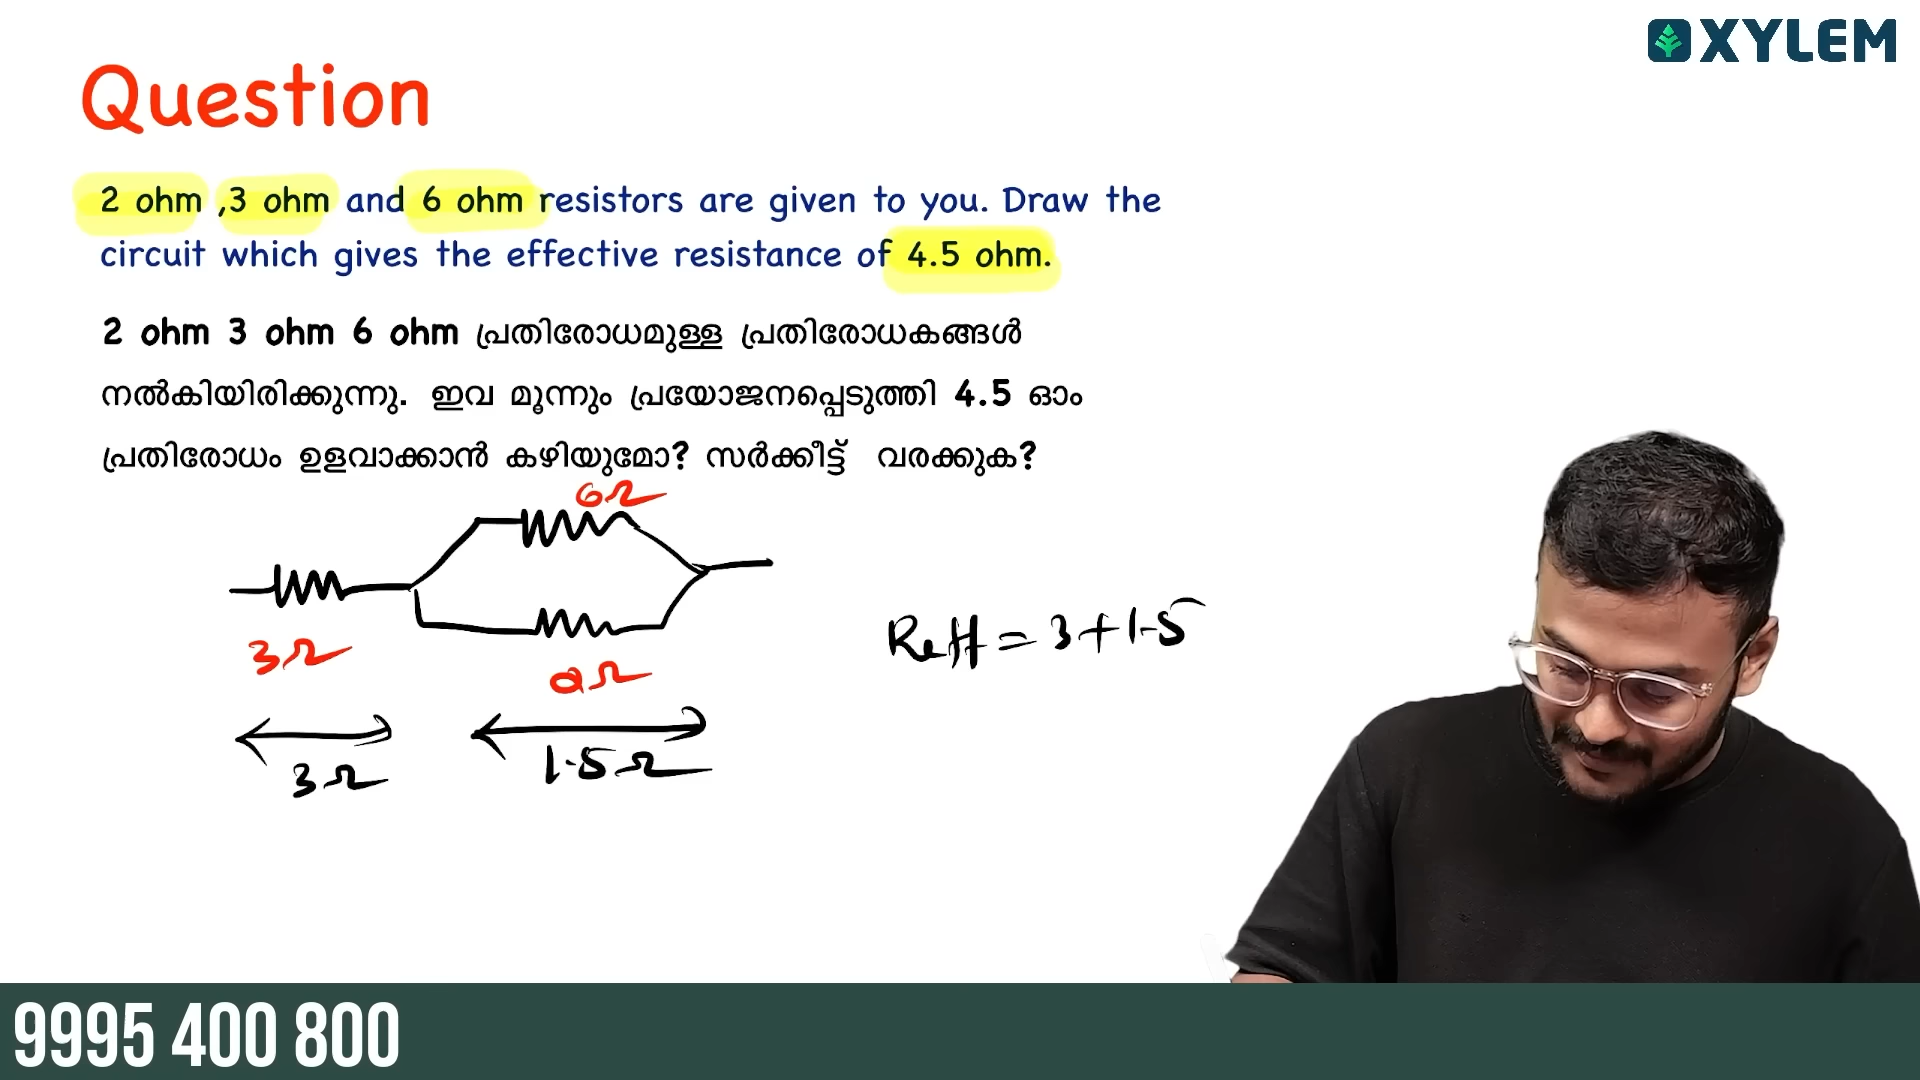 XYLEM
Question
2 ohm ,3 ohm and 6 ohm resistors are given to you. Draw the
circuit which gives the effective resistance of 4.5 ohm.
2 ohm 3 ohm 6 ohm പ്രതിരോധമുള്ള പ്രതിരോധകങ്ങൾ
നൽകിയിരിക്കുന്നു. ഇവ മൂന്നും പ്രയോജനപ്പെടുത്തി 4.5 ഓം
പ്രതിരോധം ഉളവാക്കാൻ കഴിയുമോ? സർക്കീട്ട് വരക്കുക?
6Ω
3Ω
2Ω
Reff = 3+1.5
3Ω
1.5Ω
9995 400 800